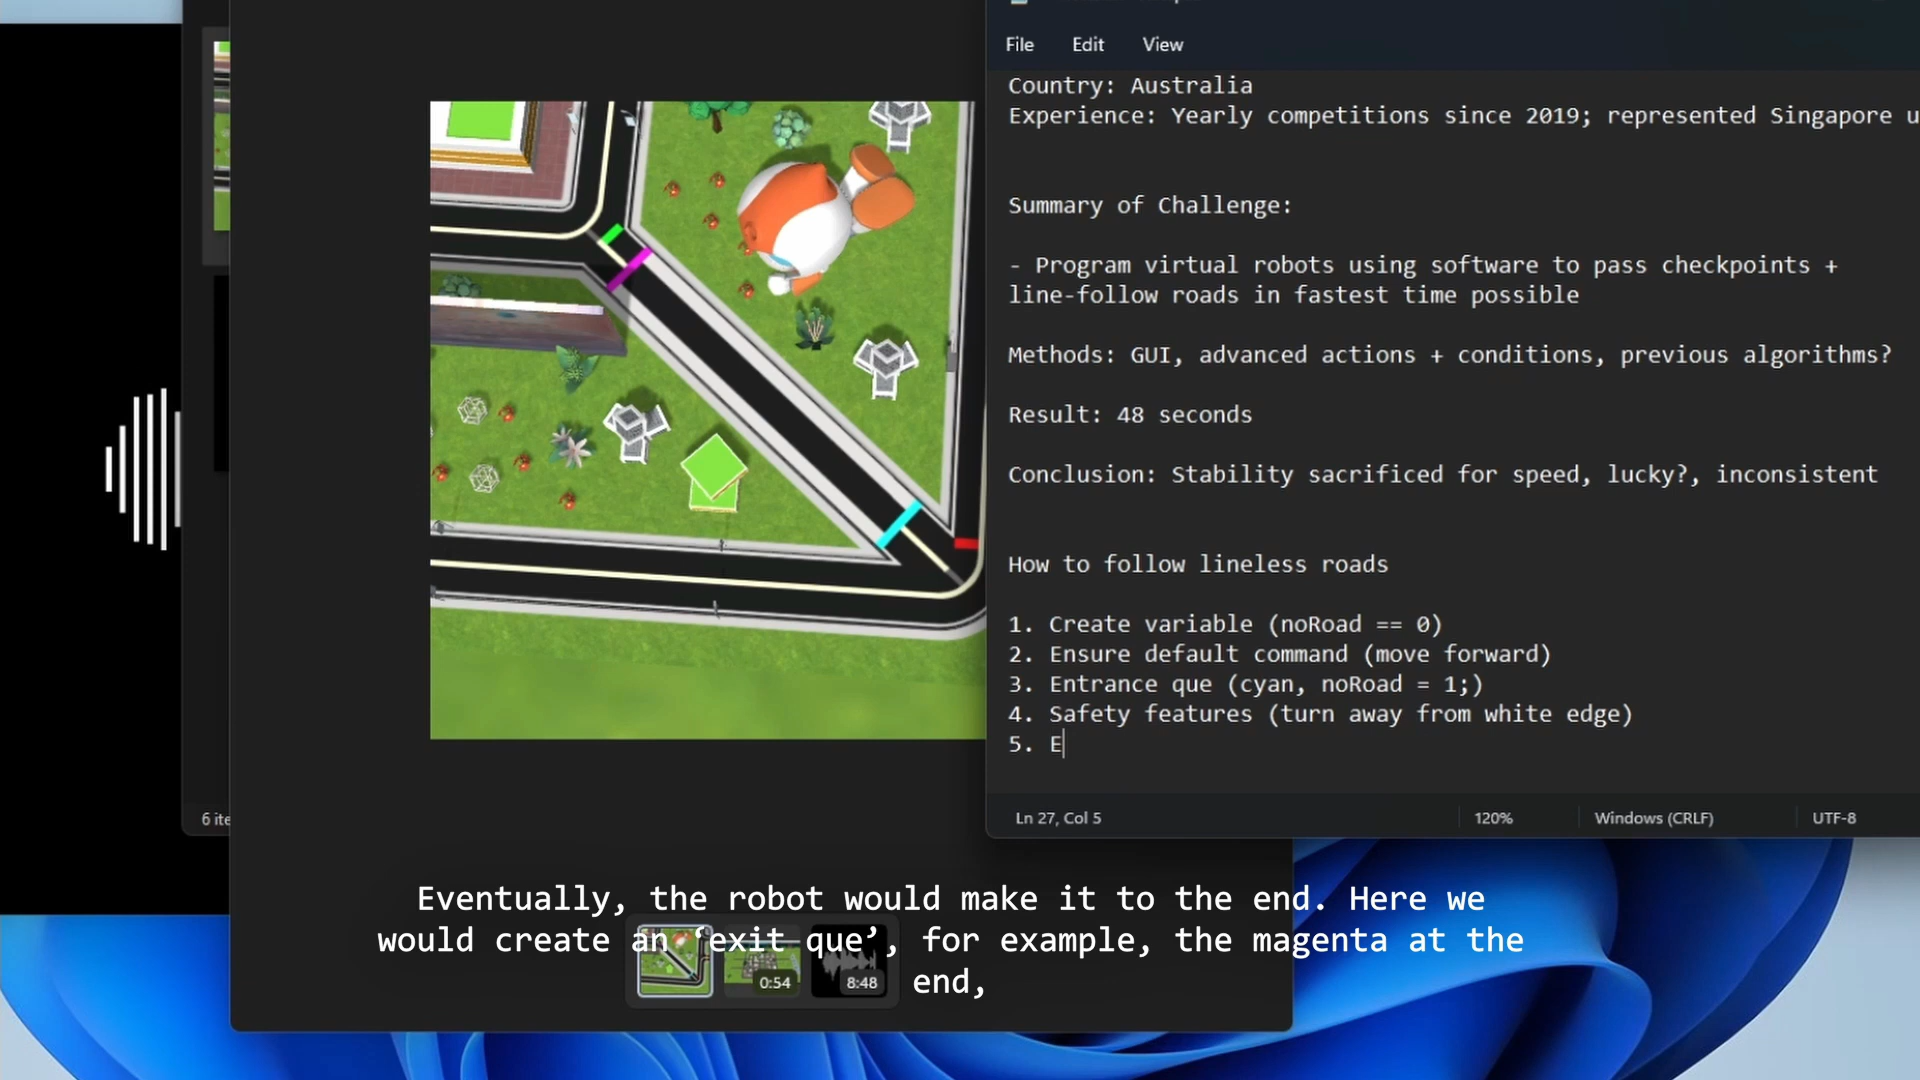 File Edit View
Country: Australia
Experience: Yearly competitions since 2019; represented Singapore u
Summary of Challenge:
- Program virtual robots using software to pass checkpoints +
line-follow roads in fastest time possible
Methods: GUI, advanced actions + conditions, previous algorithms?
Result: 48 seconds
Conclusion: Stability sacrificed for speed, lucky?, inconsistent
How to follow lineless roads
1. Create variable (noRoad == 0)
2. Ensure default command (move forward)
3. Entrance que (cyan, noRoad = 1;)
4. Safety features (turn away from white edge)
5. E
Ln 27, Col 5 120% Windows (CRLF) UTF-8
6 ite
Eventually, the robot would make it to the end. Here we
would create an ‘exit que’, for example, the magenta at the
end,
0:54 8:48